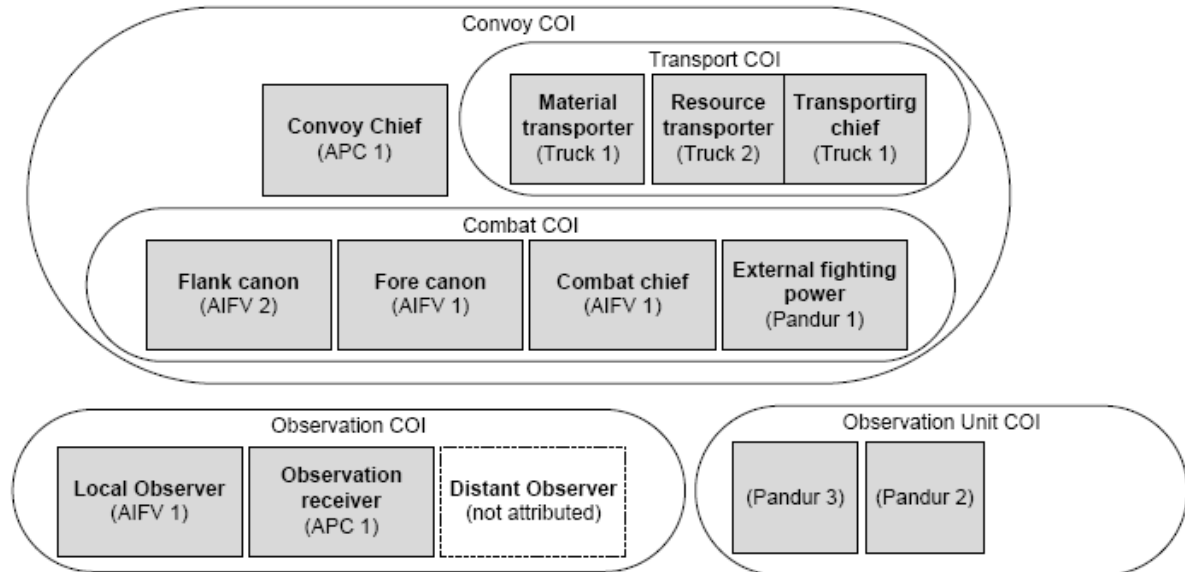 Convoy COI
Transport COI
Convoy Chief
(APC 1)
Material
transporter
(Truck 1)
Resource
transporter
(Truck 2)
Transportirg
chief
(Truck 1)
Combat COI
Flank canon
(AIFV 2)
Fore canon
(AIFV 1)
Combat chief
(AIFV 1)
External fighting
power
(Pandur 1)
Observation COI
Local Observer
(AIFV 1)
Observation
receiver
(APC 1)
Distant Observer
(not attributed)
Observation Unit COI
(Pandur 3)
(Pandur 2)